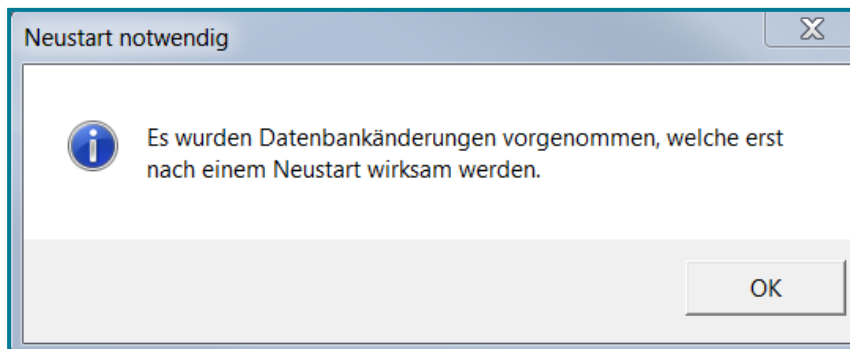 Neustart notwendig
Es wurden Datenbankänderungen vorgenommen, welche erst
nach einem Neustart wirksam werden.
OK